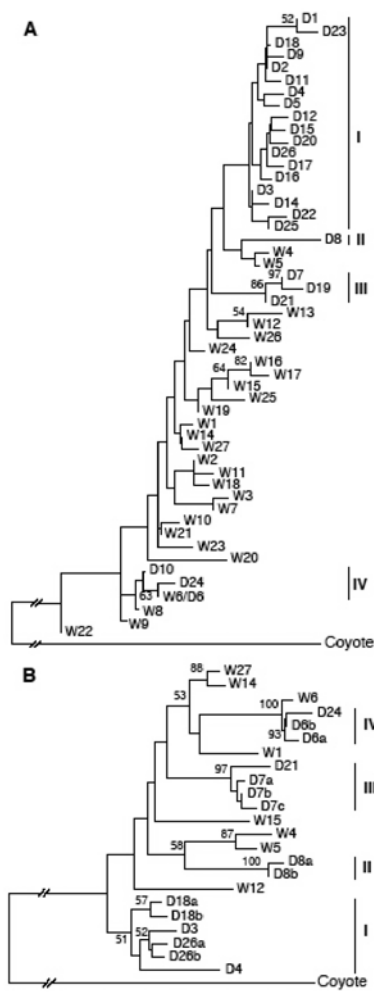 A
52 D1
D23
D18
D9
D2
D11
D4
D5
D12
D15
D20
D26
D17
D16
D3
D14
D22
D25
I
D8 II
W4
W5
97 D7
86 D19
D21
III
54 W13
W12
W26
W24
82 W16
64 W17
W15
W25
W19
W1
W14
W27
W2
W11
W18
W3
W7
W10
W21
W23
W20
D10
D24
63 W6/D6
W8
W9
IV
W22
Coyote
B
88 W27
W14
53
100 W6
D24
D6b
93 D6a
IV
W1
97 D21
D7a
D7b
D7c
III
W15
87 W4
58 W5
100 D8a
D8b
II
W12
57 D18a
D18b
51 52 D3
D26a
D26b
D4
I
Coyote